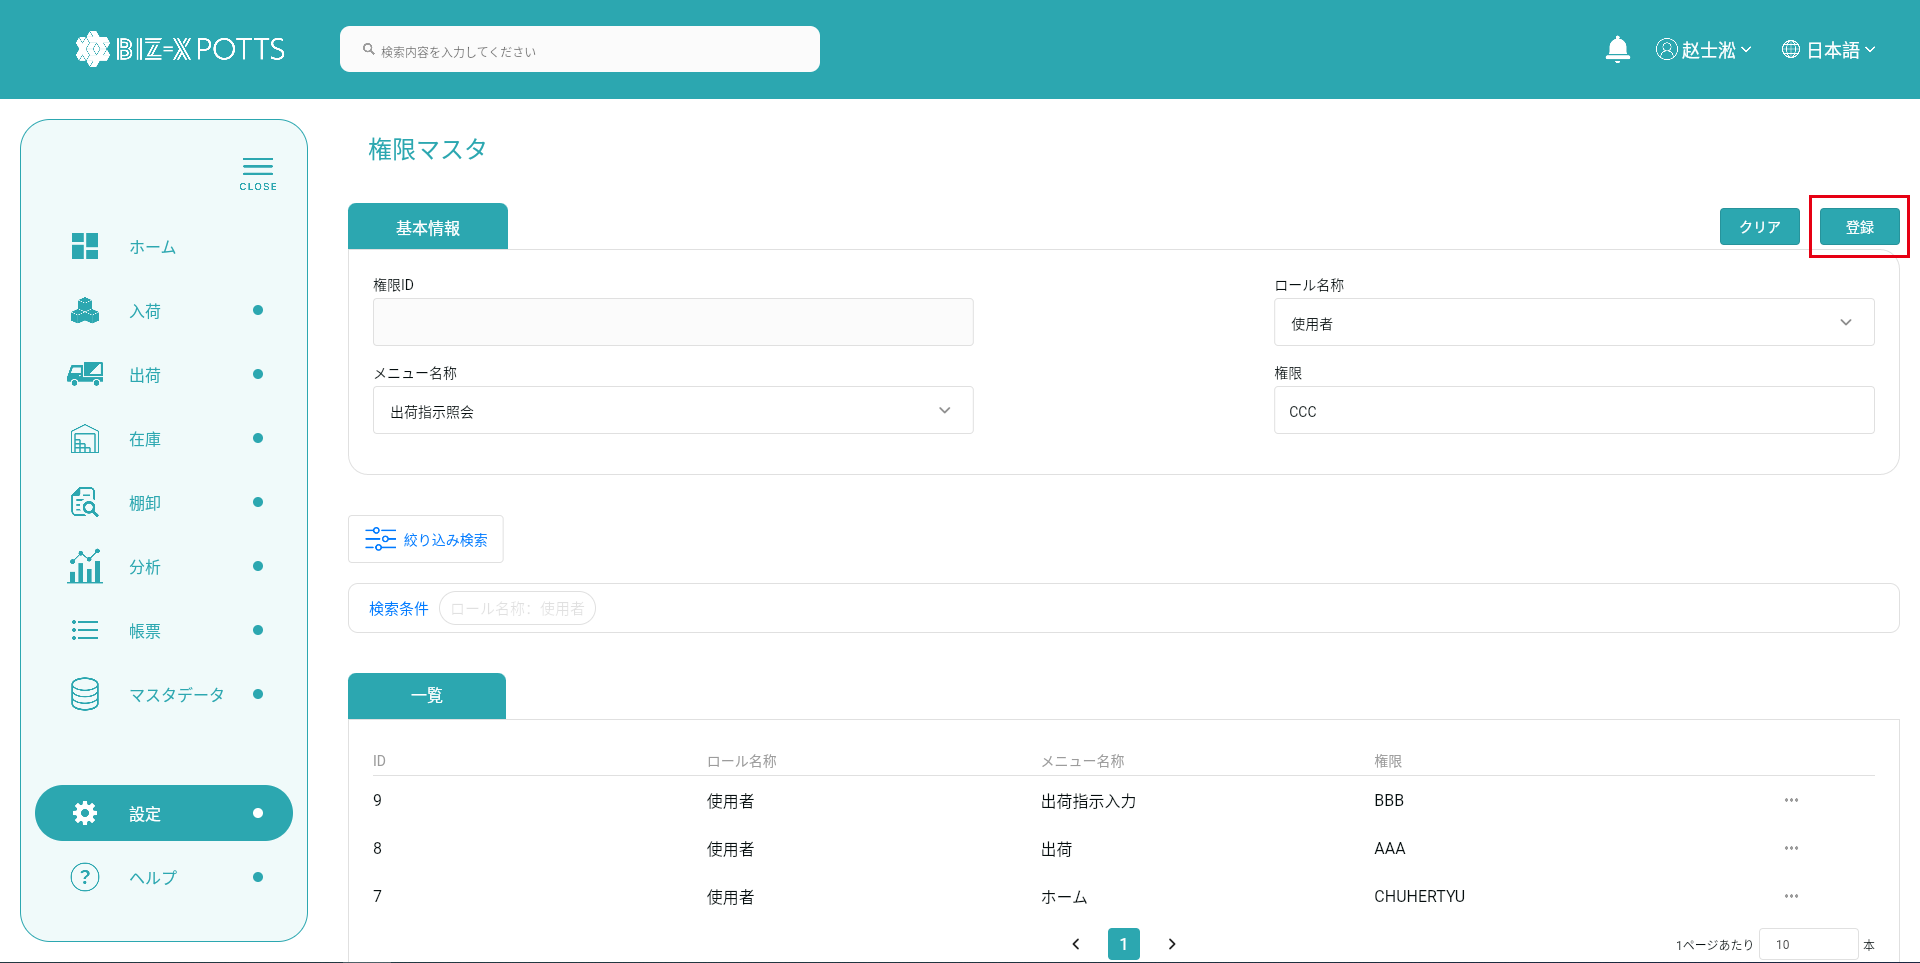 BIZ=X POTTS
検索内容を入力してください
赵士淞
日本語
CLOSE
ホーム
入荷
出荷
在庫
棚卸
分析
帳票
マスタデータ
設定
?
ヘルプ
権限マスタ
基本情報
クリア
登録
権限ID
ロール名称
使用者
メニュー名称
出荷指示照会
権限
CCC
絞り込み検索
検索条件
ロール名称: 使用者
一覧
ID ロール名称 メニュー名称 権限
9 使用者 出荷指示入力 BBB
8 使用者 出荷 AAA
7 使用者 ホーム CHUHERTYU
1
1ページあたり 10 本